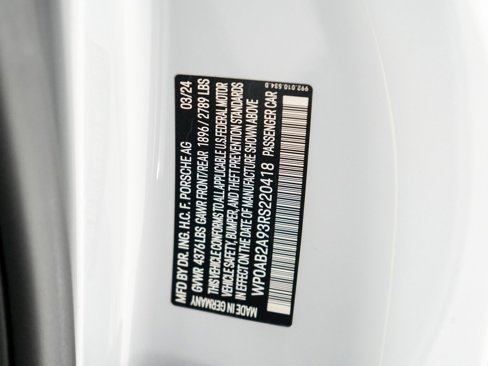 MFD BY DR. ING. H.C. F. PORSCHE AG 03/24
GVWR 4376 LBS GAWR FRONT/REAR 1896/2789 LBS
THIS VEHICLE CONFORMS TO ALL APPLICABLE U.S. FEDERAL MOTOR
VEHICLE SAFETY, BUMPER, AND THEFT PREVENTION STANDARDS
IN EFFECT ON THE DATE OF MANUFACTURE SHOWN ABOVE
WP0AB2A93RS220418 PASSENGER CAR
MADE IN GERMANY
992.010.534.D